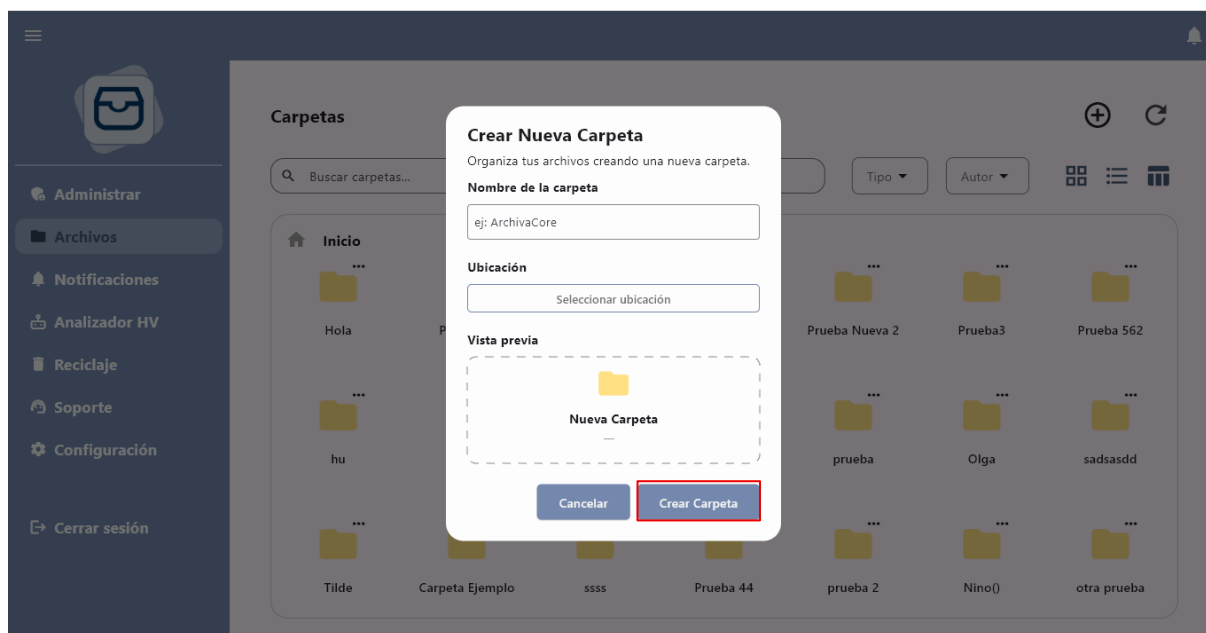 Carpetas
Buscar carpetas...
Tipo
Autor
Administrar
Archivos
Notificaciones
Analizador HV
Reciclaje
Soporte
Configuración
Cerrar sesión
Inicio
Crear Nueva Carpeta
Organiza tus archivos creando una nueva carpeta.
Nombre de la carpeta
ej: ArchivaCore
Ubicación
Seleccionar ubicación
Vista previa
Nueva Carpeta
—
Cancelar
Crear Carpeta
Hola
P
Prueba Nueva 2
Prueba3
Prueba 562
hu
prueba
Olga
sadsasdd
Tilde
Carpeta Ejemplo
ssss
Prueba 44
prueba 2
Nino()
otra prueba